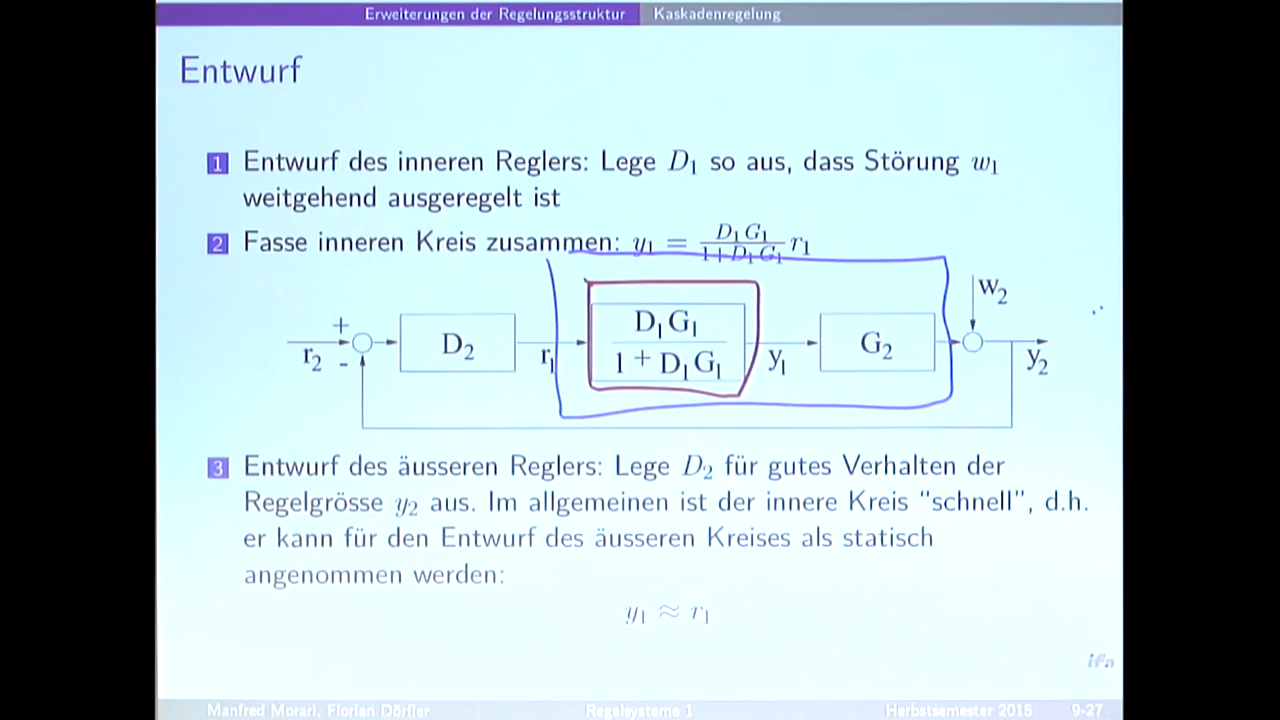 Erweiterungen der Regelungsstruktur Kaskadenregelung
Entwurf
1 Entwurf des inneren Reglers: Lege D₁ so aus, dass Störung w₁
weitgehend ausgeregelt ist
2 Fasse inneren Kreis zusammen: y₁ = D₁G₁ / 1+D₁G₁ r₁
r₂ + - D₂ r₁ D₁G₁ / 1 + D₁G₁ y₁ G₂ w₂ y₂
3 Entwurf des äusseren Reglers: Lege D₂ für gutes Verhalten der
Regelgrösse y₂ aus. Im allgemeinen ist der innere Kreis “schnell”, d.h.
er kann für den Entwurf des äusseren Kreises als statisch
angenommen werden:
y₁ ≈ r₁
ifa
Manfred Morari, Florian Dörfler Regelsysteme 1 Herbstsemester 2015 9-27